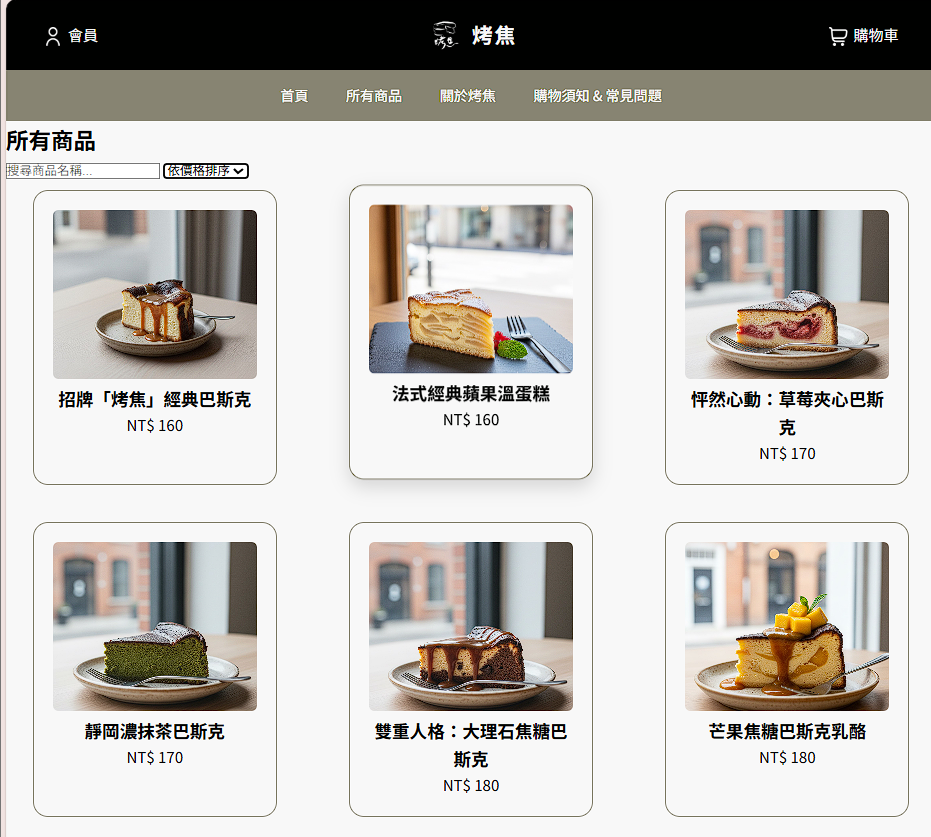 會員
烤焦
烤焦
購物車
首頁
所有商品
關於烤焦
購物須知 & 常見問題
所有商品
搜尋商品名稱...
依價格排序
招牌「烤焦」經典巴斯克
NT$ 160
法式經典蘋果溫蛋糕
NT$ 160
怦然心動：草莓夾心巴斯
克
NT$ 170
靜岡濃抹茶巴斯克
NT$ 170
雙重人格：大理石焦糖巴
斯克
NT$ 180
芒果焦糖巴斯克乳酪
NT$ 180